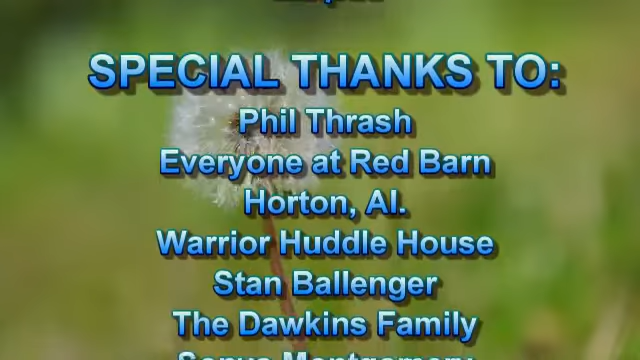 SPECIAL THANKS TO:
Phil Thrash
Everyone at Red Barn
Horton, Al.
Warrior Huddle House
Stan Ballenger
The Dawkins Family